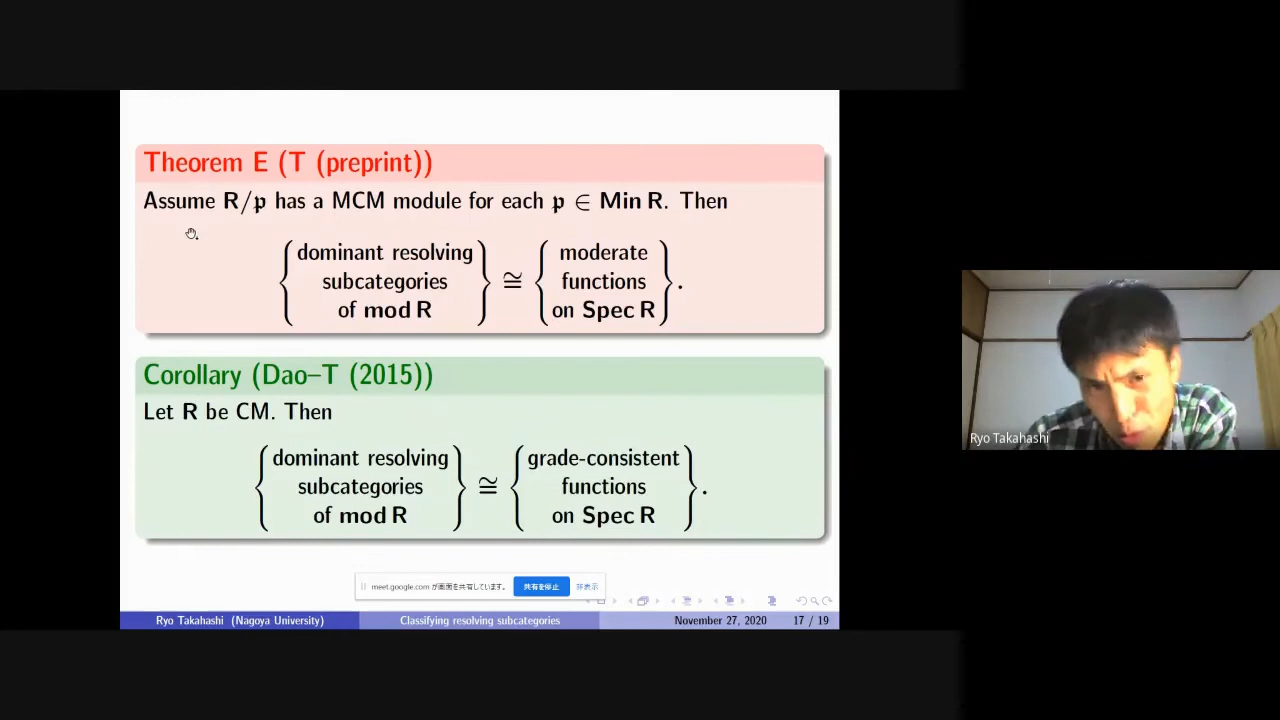 Theorem E (T (preprint))
Assume R/𝔭 has a MCM module for each 𝔭 ∈ Min R. Then
{ dominant resolving subcategories of mod R } ≅ { moderate functions on Spec R }.
Corollary (Dao–T (2015))
Let R be CM. Then
{ dominant resolving subcategories of mod R } ≅ { grade-consistent functions on Spec R }.
meet.google.com が画面を共有しています。 共有を停止 非表示
Ryo Takahashi (Nagoya University) Classifying resolving subcategories November 27, 2020 17 / 19
Ryo Takahashi